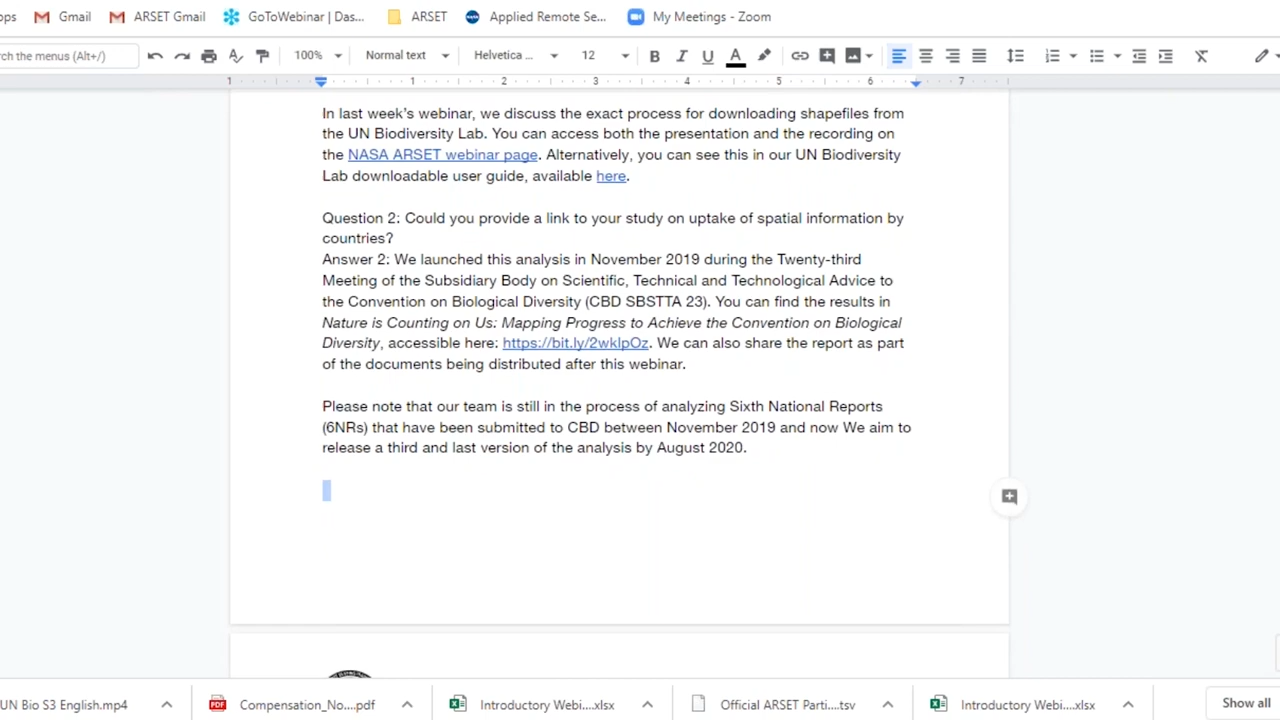 ops Gmail ARSET Gmail GoToWebinar | Das... ARSET Applied Remote Se... My Meetings - Zoom
rch the menus (Alt+/) 100% Normal text Helvetica ... 12 B I U A
1 1 2 3 4 5 6 7
In last week's webinar, we discuss the exact process for downloading shapefiles from
the UN Biodiversity Lab. You can access both the presentation and the recording on
the NASA ARSET webinar page. Alternatively, you can see this in our UN Biodiversity
Lab downloadable user guide, available here.
Question 2: Could you provide a link to your study on uptake of spatial information by
countries?
Answer 2: We launched this analysis in November 2019 during the Twenty-third
Meeting of the Subsidiary Body on Scientific, Technical and Technological Advice to
the Convention on Biological Diversity (CBD SBSTTA 23). You can find the results in
Nature is Counting on Us: Mapping Progress to Achieve the Convention on Biological
Diversity, accessible here: https://bit.ly/2wklpOz. We can also share the report as part
of the documents being distributed after this webinar.
Please note that our team is still in the process of analyzing Sixth National Reports
(6NRs) that have been submitted to CBD between November 2019 and now We aim to
release a third and last version of the analysis by August 2020.
UN Bio S3 English.mp4 Compensation_No....pdf Introductory Webi....xlsx Official ARSET Parti....tsv Introductory Webi....xlsx Show all